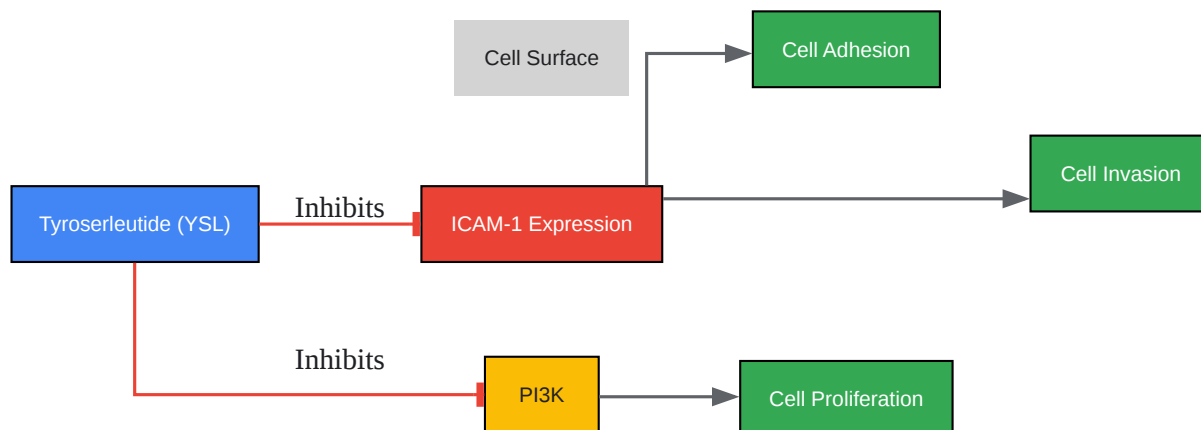 Cell Surface
Cell Adhesion
Cell Invasion
Tyroserleutide (YSL)
Inhibits
ICAM-1 Expression
Inhibits
PI3K
Cell Proliferation